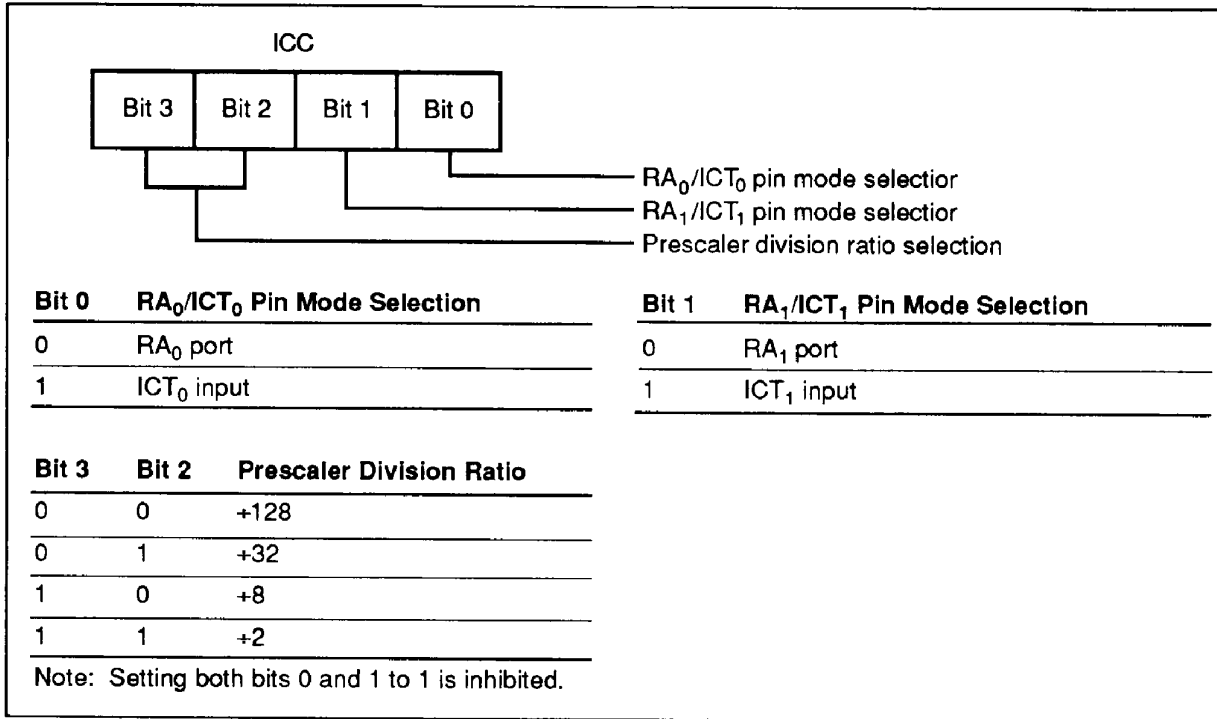 ICC
Bit 3 Bit 2 Bit 1 Bit 0
RA₀/ICT₀ pin mode selectior
RA₁/ICT₁ pin mode selectior
Prescaler division ratio selection
Bit 0 RA₀/ICT₀ Pin Mode Selection
0 RA₀ port
1 ICT₀ input
Bit 1 RA₁/ICT₁ Pin Mode Selection
0 RA₁ port
1 ICT₁ input
Bit 3 Bit 2 Prescaler Division Ratio
0 0 +128
0 1 +32
1 0 +8
1 1 +2
Note: Setting both bits 0 and 1 to 1 is inhibited.